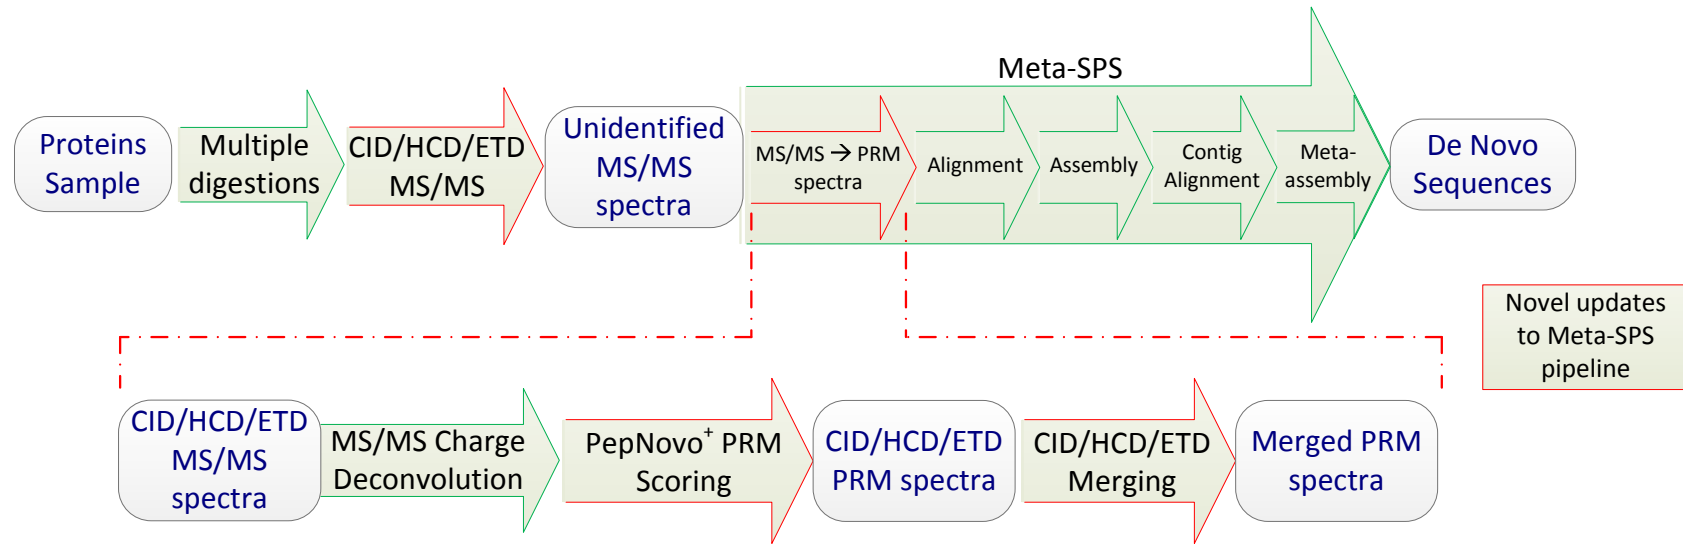 Meta-SPS
Proteins
Sample
Multiple
digestions
CID/HCD/ETD
MS/MS
Unidentified
MS/MS
spectra
MS/MS → PRM
spectra
Alignment
Assembly
Contig
Alignment
Meta-
assembly
De Novo
Sequences
Novel updates
to Meta-SPS
pipeline
CID/HCD/ETD
MS/MS
spectra
MS/MS Charge
Deconvolution
PepNovo⁺ PRM
Scoring
CID/HCD/ETD
PRM spectra
CID/HCD/ETD
Merging
Merged PRM
spectra